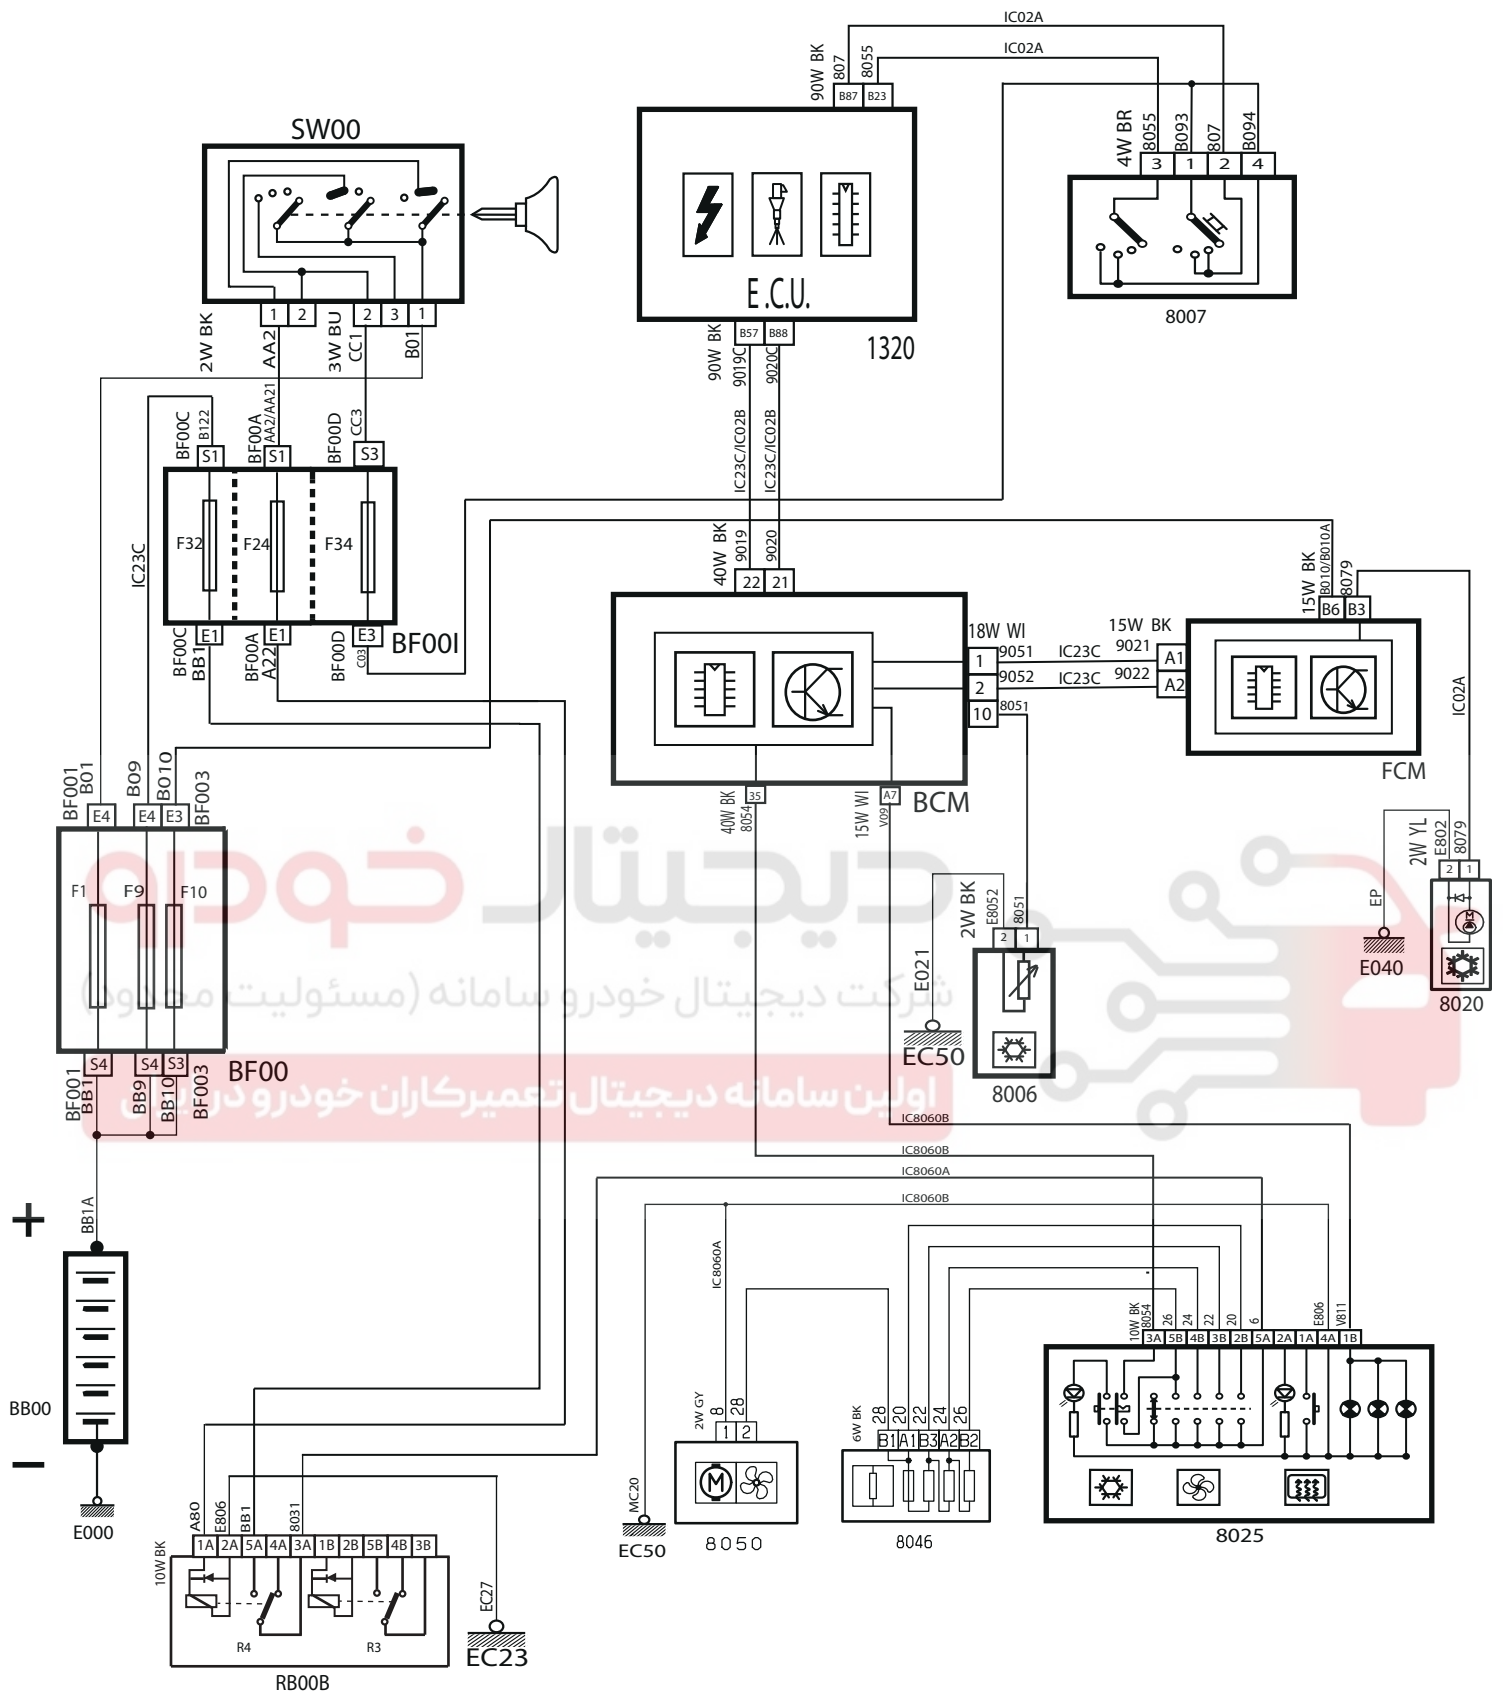 IC02A
IC02A
90W BK
807
8055
B87
B23
4W BR
8055
B093
807
B094
3
1
2
4
8007
SW00
1
2
2
3
1
2W BK
AA2
3W BU
CC1
B01
E.C.U.
1320
B57
B88
90W BK
9019C
9020C
IC23C/IC02B
IC23C/IC02B
40W BK
9019
9020
22
21
BF00C
B122
BF00A
AA2/AA21
BF00D
CC3
S1
S1
S3
F32
F24
F34
IC23C
E1
E1
E3
BF00I
BF00C
BB1
BF00A
A22
BF00D
C03
15W BK
B010/B010A
8079
B6
B3
18W WI
1
2
10
9051
9052
8051
IC23C
IC23C
15W BK
9021
9022
A1
A2
IC02A
FCM
BCM
35
A7
40W BK
8054
15W WI
V09
BF001
B01
B09
B010
BF003
E4
E4
E3
F1
F9
F10
S4
S4
S3
BF00
BF001
BB1
BB9
BB10
BF003
دیجیتال خودرو
شرکت دیجیتال خودرو سامانه (مسئولیت محدود)
اولین سامانه دیجیتال تعمیرکاران خودرو در ایران
2W BK
E8052
8051
2
1
E021
EC50
8006
2W YL
E802
8079
2
1
EP
E040
8020
IC8060B
IC8060B
IC8060A
IC8060B
IC8060A
BB1A
+
BB00
−
E000
10W BK
8054
26
24
22
20
6
E806
V811
3A
5B
4B
3B
2B
5A
2A
1A
4A
1B
8025
2W GY
8
28
1
2
M
8050
6W BK
28
20
22
24
26
B1
A1
B3
A2
B2
8046
MC20
EC50
10W BK
A80
E806
BB1
8031
1A
2A
5A
4A
3A
1B
2B
5B
4B
3B
R4
R3
RB00B
EC27
EC23